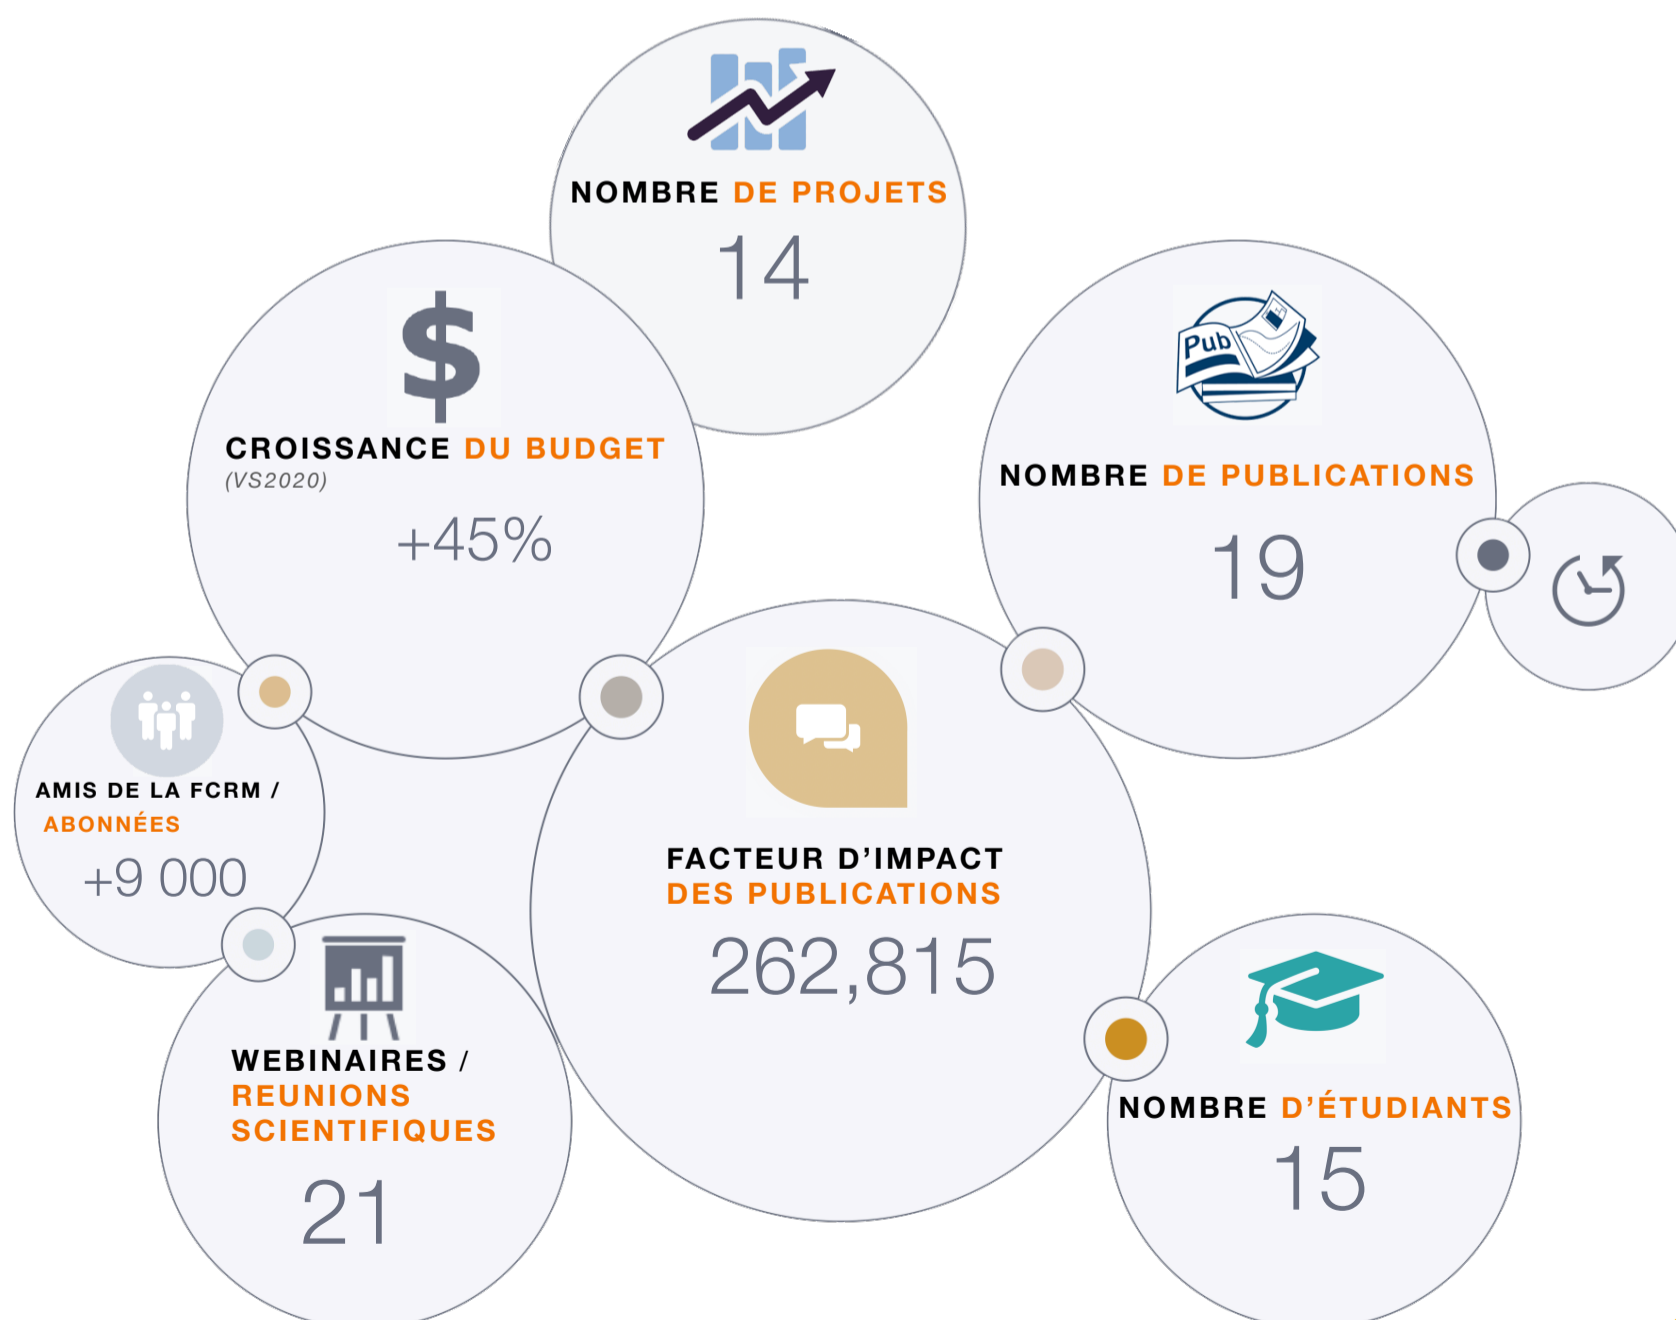 NOMBRE DE PROJETS
14
CROISSANCE DU BUDGET
(VS2020)
+45%
Pub
NOMBRE DE PUBLICATIONS
19
AMIS DE LA FCRM /
ABONNÉES
+9 000
FACTEUR D’IMPACT
DES PUBLICATIONS
262,815
WEBINAIRES /
REUNIONS
SCIENTIFIQUES
21
NOMBRE D’ÉTUDIANTS
15